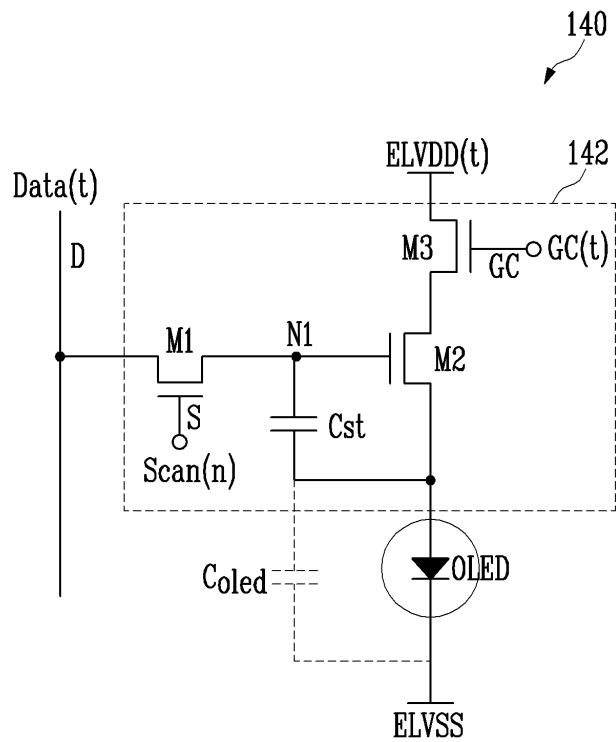 140
142
ELVDD(t)
Data(t)
D
M3
GC
GC(t)
M1
N1
M2
S
Cst
Scan(n)
Coled
OLED
ELVSS